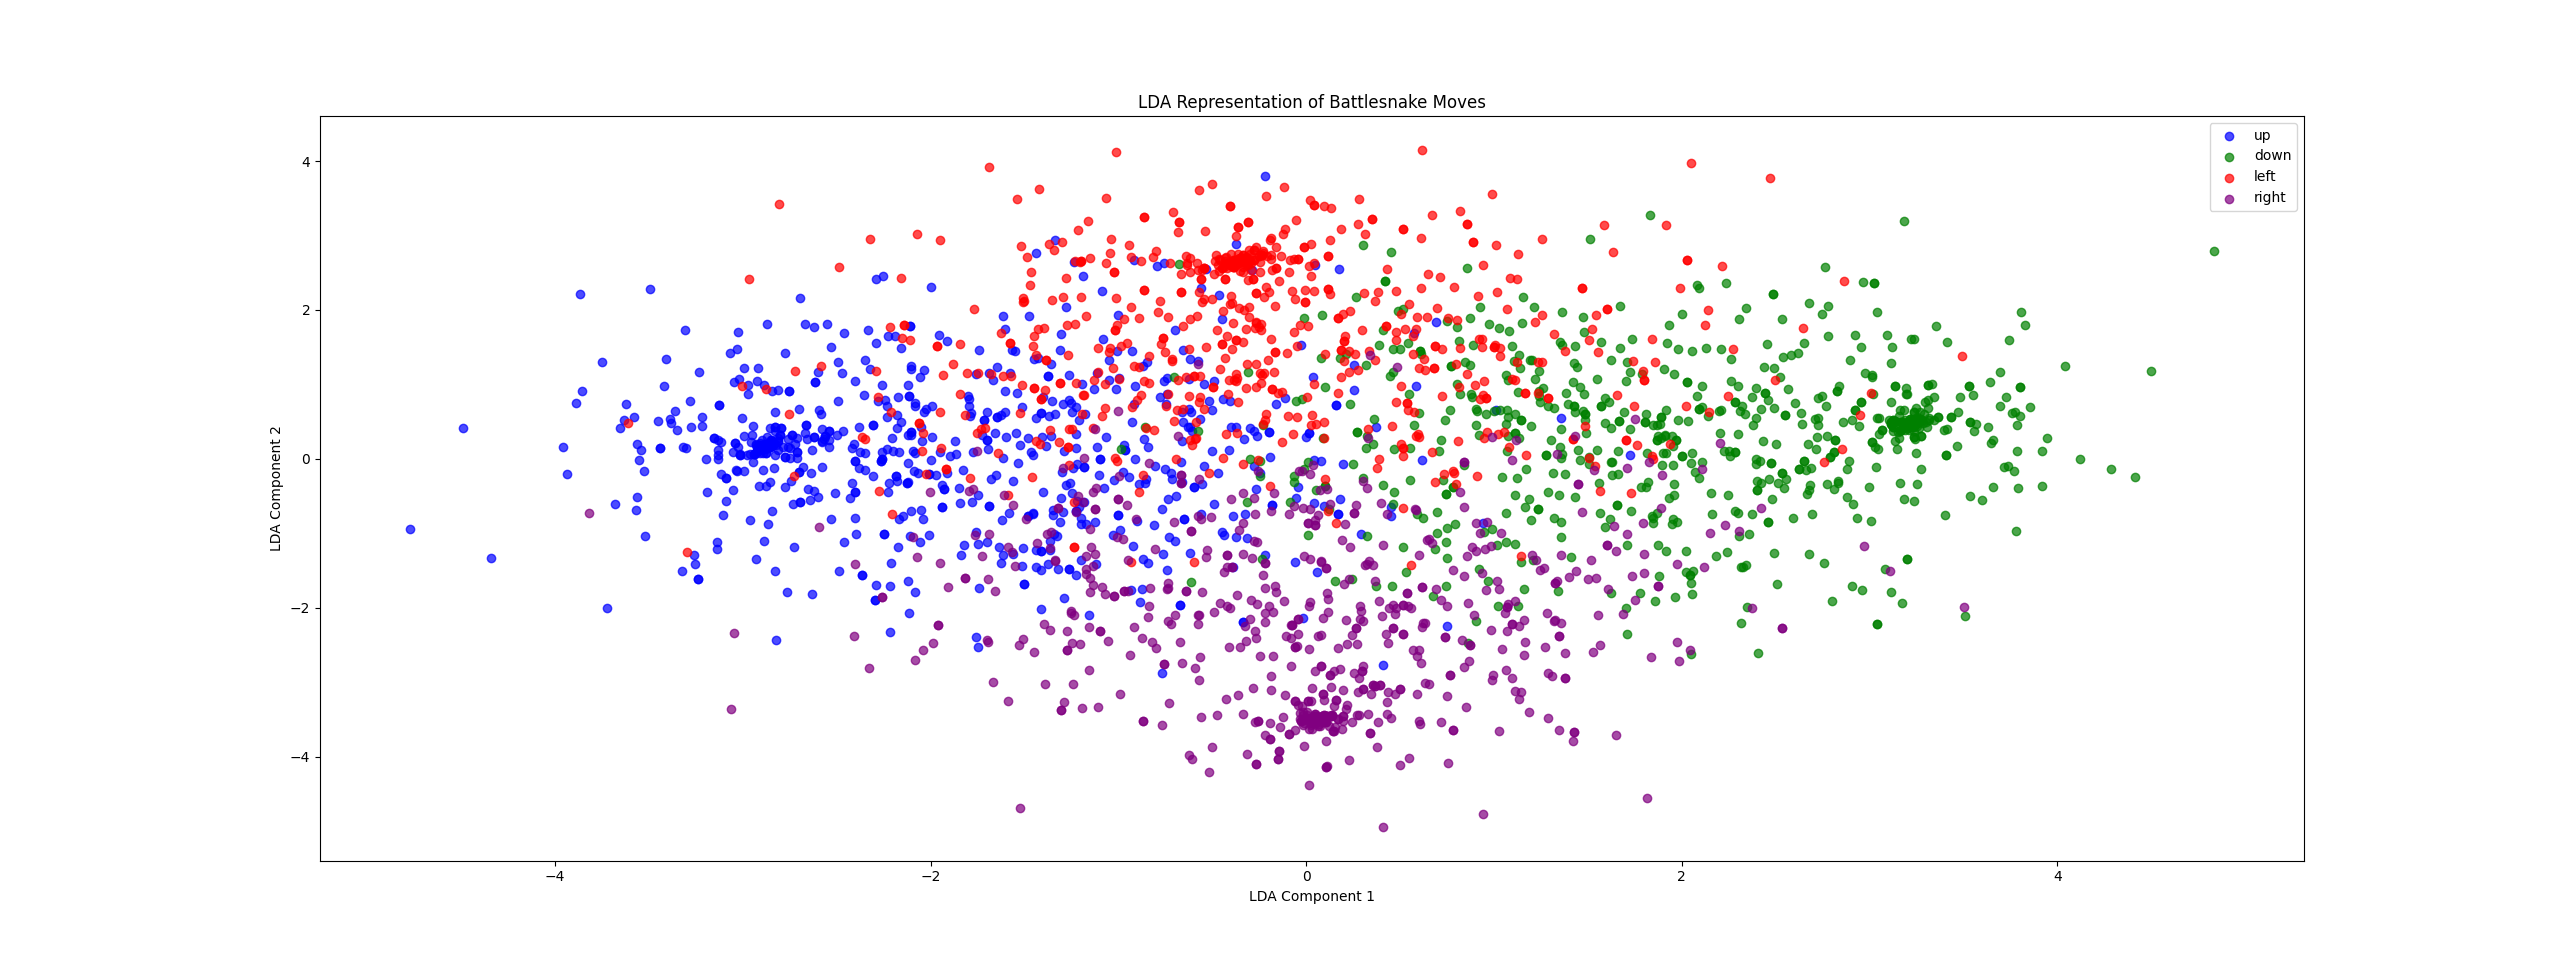 LDA Representation of Battlesnake Moves
up
down
left
right
4
2
0
−2
−4
LDA Component 2
−4
−2
0
2
4
LDA Component 1